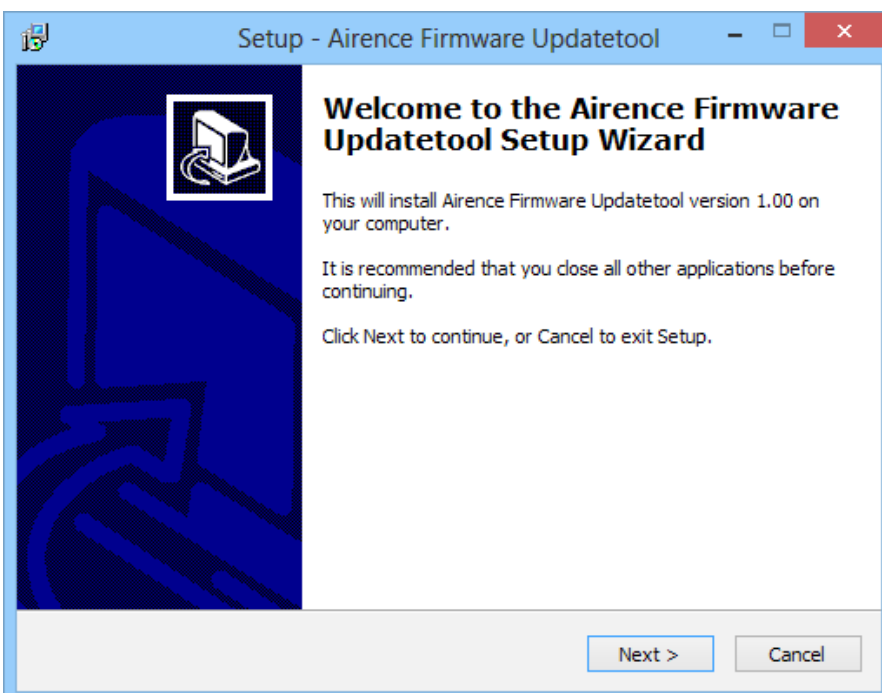 Setup - Airence Firmware Updatetool
Welcome to the Airence Firmware
Updatetool Setup Wizard
This will install Airence Firmware Updatetool version 1.00 on
your computer.
It is recommended that you close all other applications before
continuing.
Click Next to continue, or Cancel to exit Setup.
Next >
Cancel